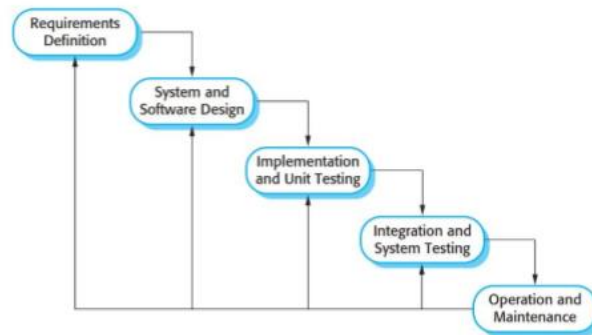 Requirements
Definition
System and
Software Design
Implementation
and Unit Testing
Integration and
System Testing
Operation and
Maintenance